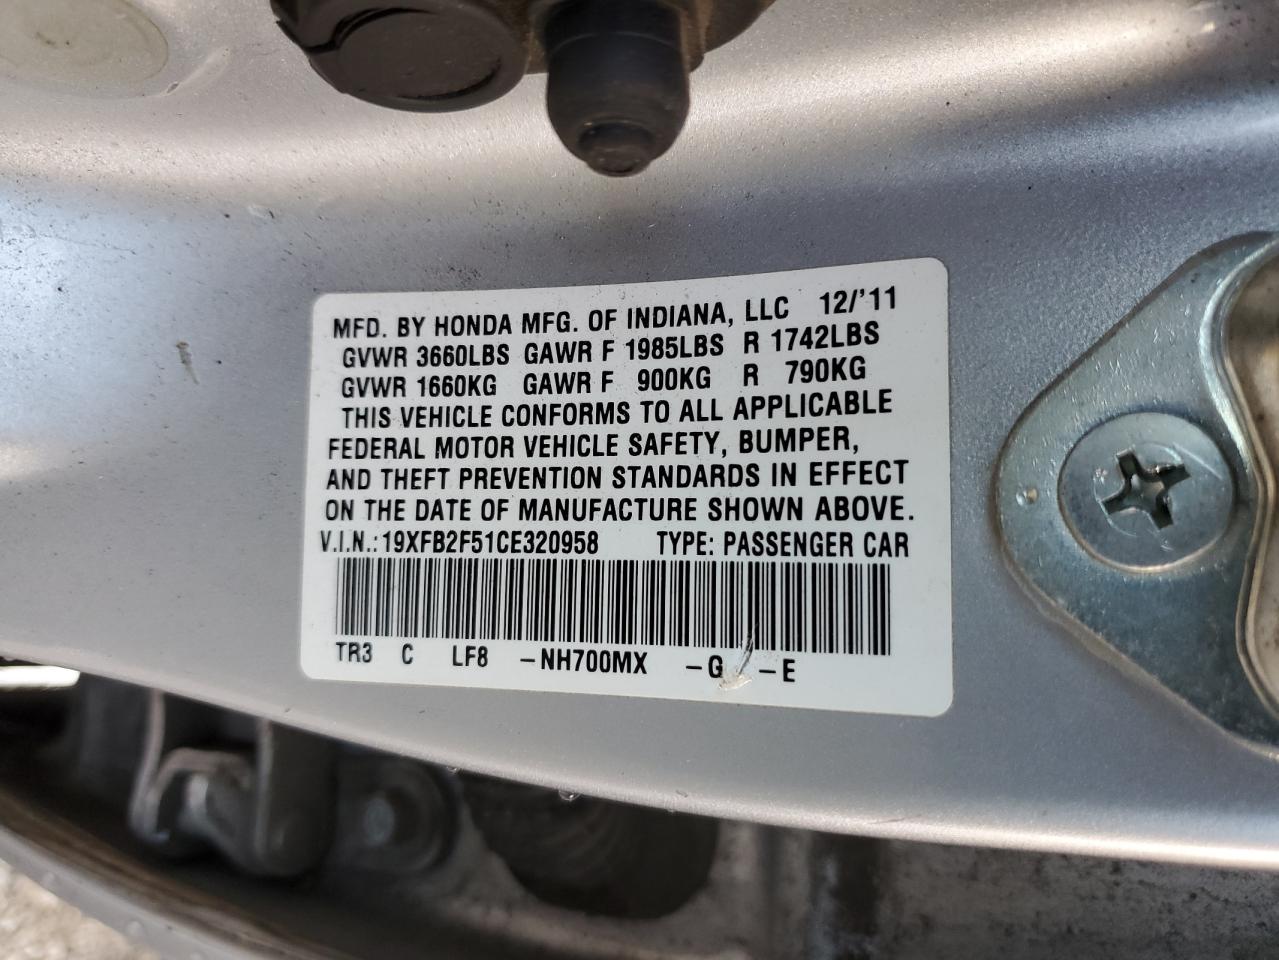 MFD. BY HONDA MFG. OF INDIANA, LLC 12/'11
GVWR 3660LBS GAWR F 1985LBS R 1742LBS
GVWR 1660KG GAWR F 900KG R 790KG
THIS VEHICLE CONFORMS TO ALL APPLICABLE
FEDERAL MOTOR VEHICLE SAFETY, BUMPER,
AND THEFT PREVENTION STANDARDS IN EFFECT
ON THE DATE OF MANUFACTURE SHOWN ABOVE.
V.I.N.: 19XFB2F51CE320958 TYPE: PASSENGER CAR
TR3 C LF8 -NH700MX -G -E